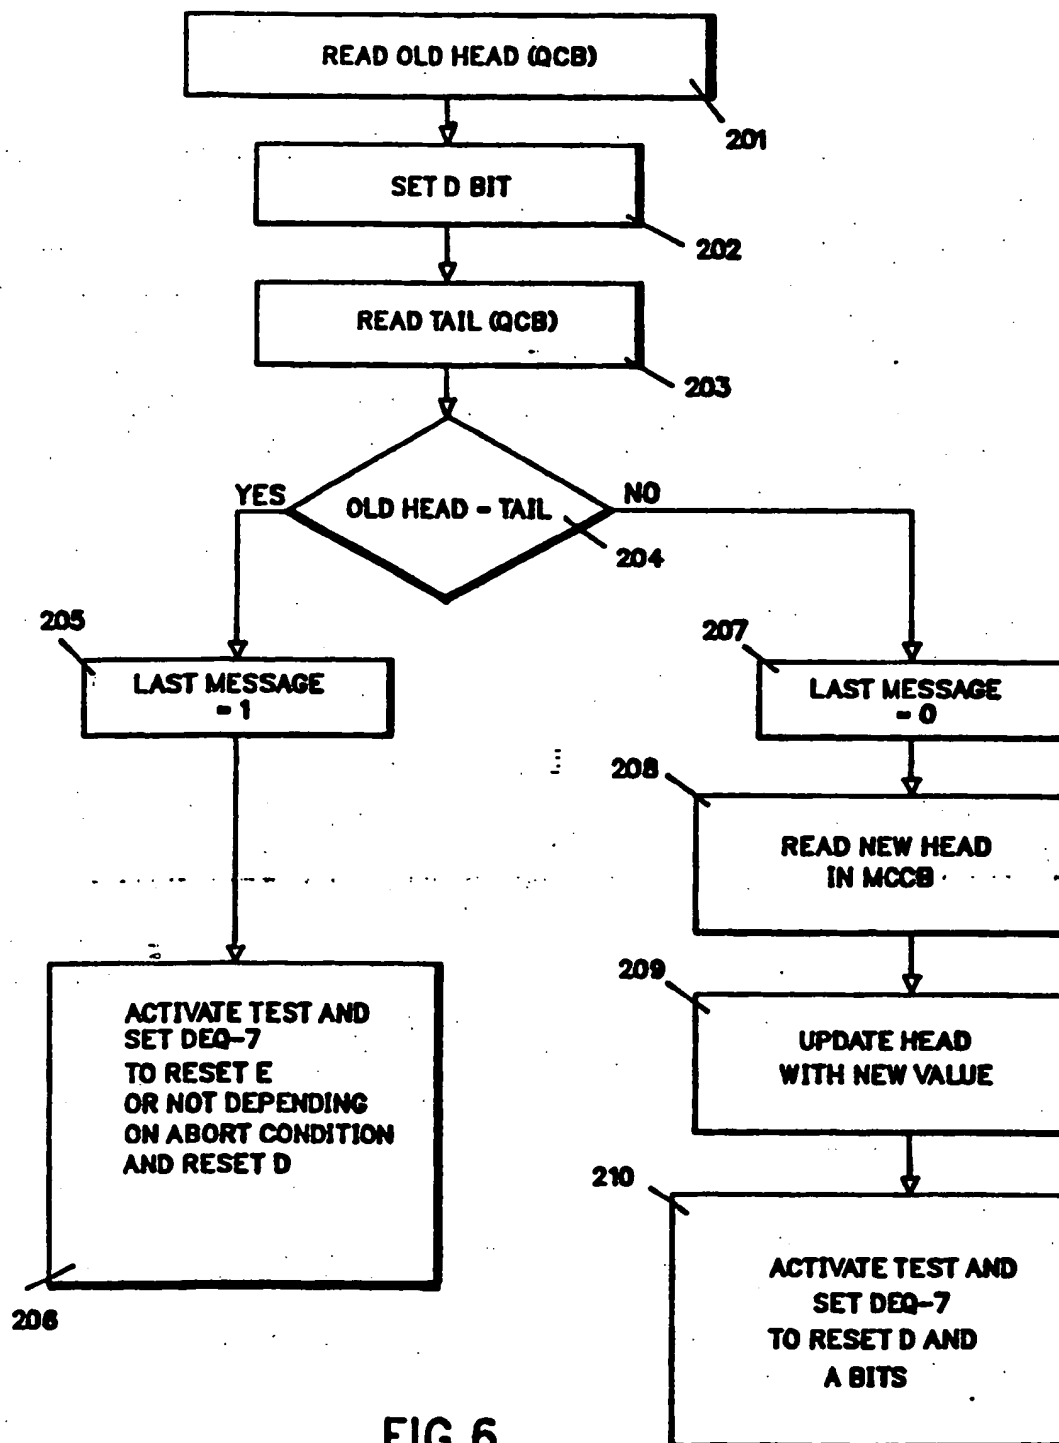 READ OLD HEAD (QCB)
201
SET D BIT
202
READ TAIL (QCB)
203
YES
NO
OLD HEAD = TAIL
204
205
LAST MESSAGE
= 1
207
LAST MESSAGE
= 0
208
READ NEW HEAD
IN MCCB
209
UPDATE HEAD
WITH NEW VALUE
ACTIVATE TEST AND
SET DEQ-7
TO RESET E
OR NOT DEPENDING
ON ABORT CONDITION
AND RESET D
206
210
ACTIVATE TEST AND
SET DEQ-7
TO RESET D AND
A BITS
FIG 6